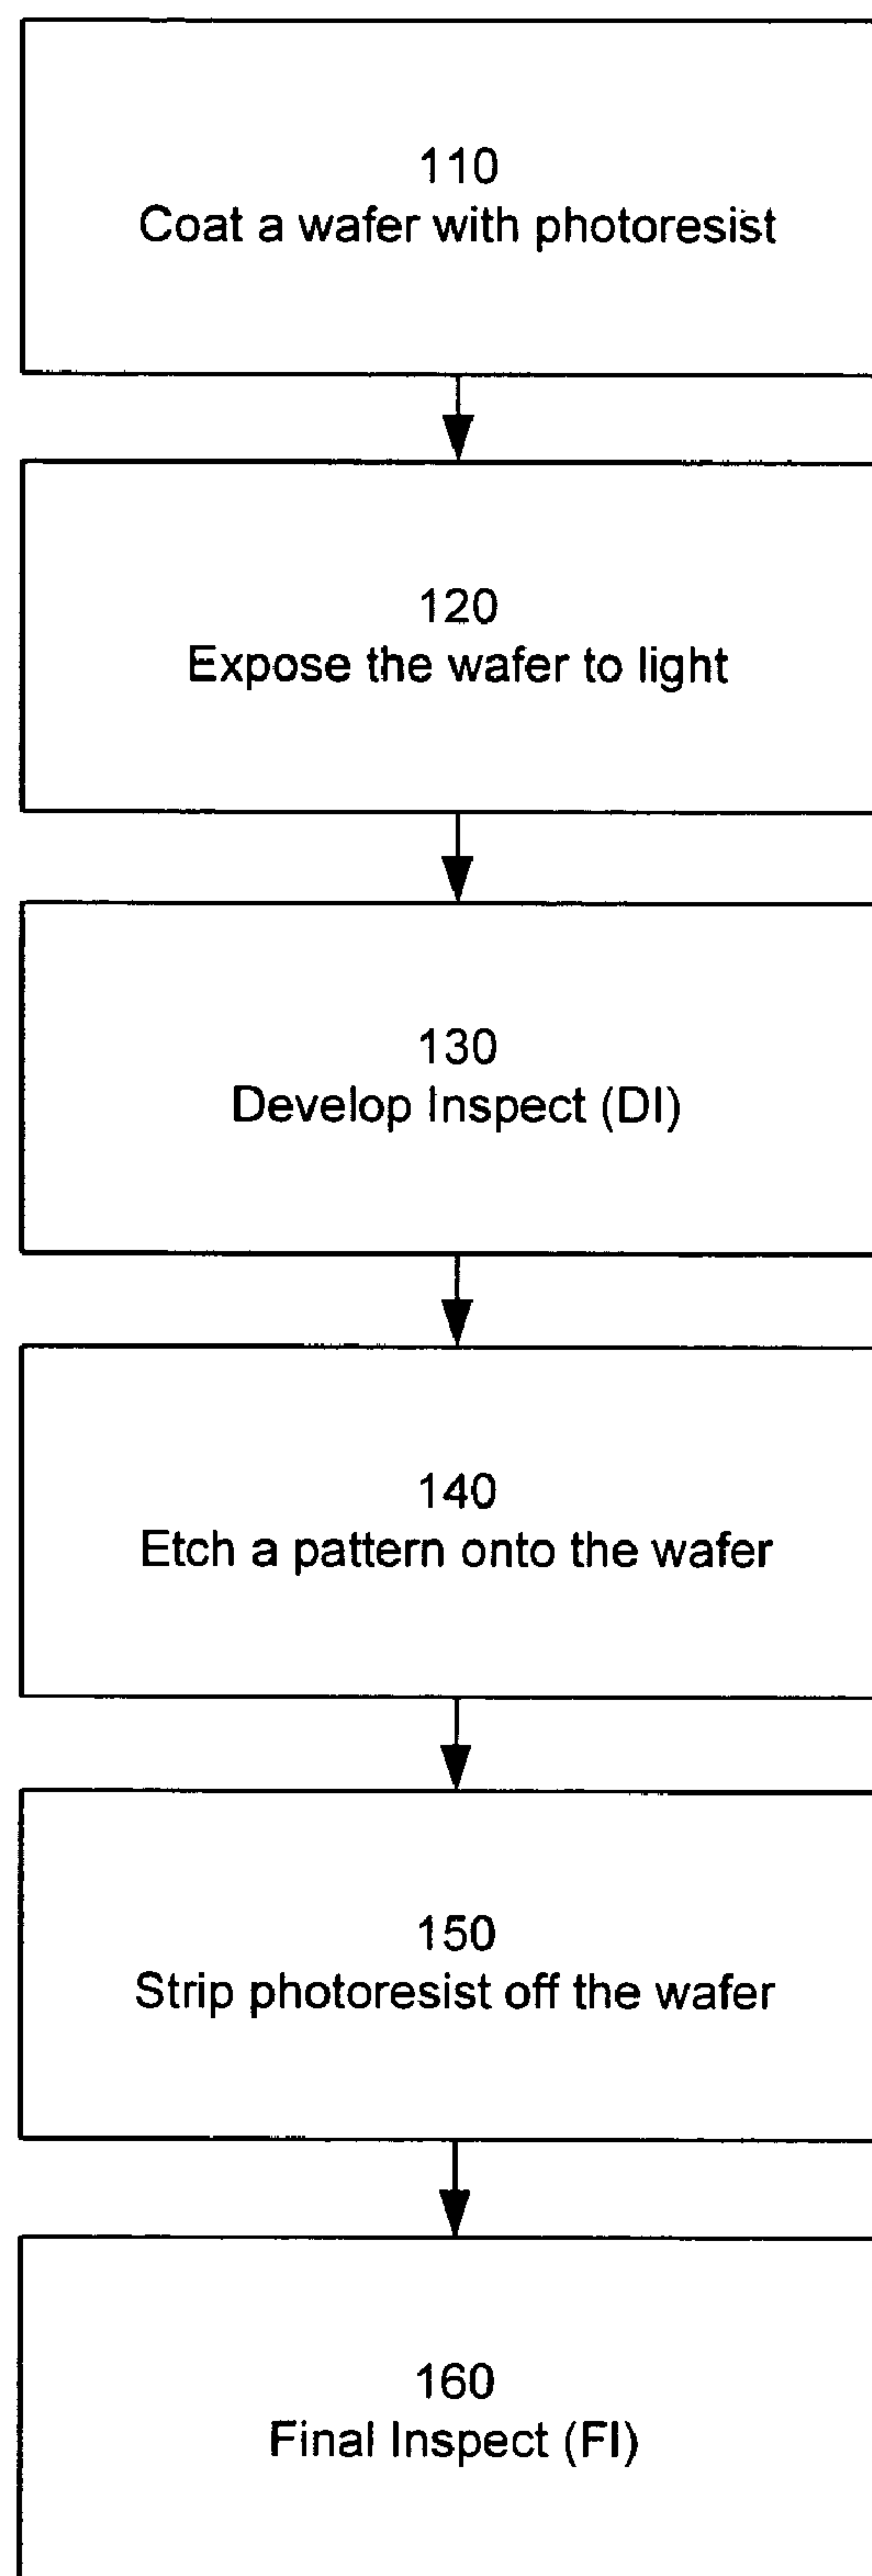 110
Coat a wafer with photoresist
120
Expose the wafer to light
130
Develop Inspect (DI)
140
Etch a pattern onto the wafer
150
Strip photoresist off the wafer
160
Final Inspect (FI)